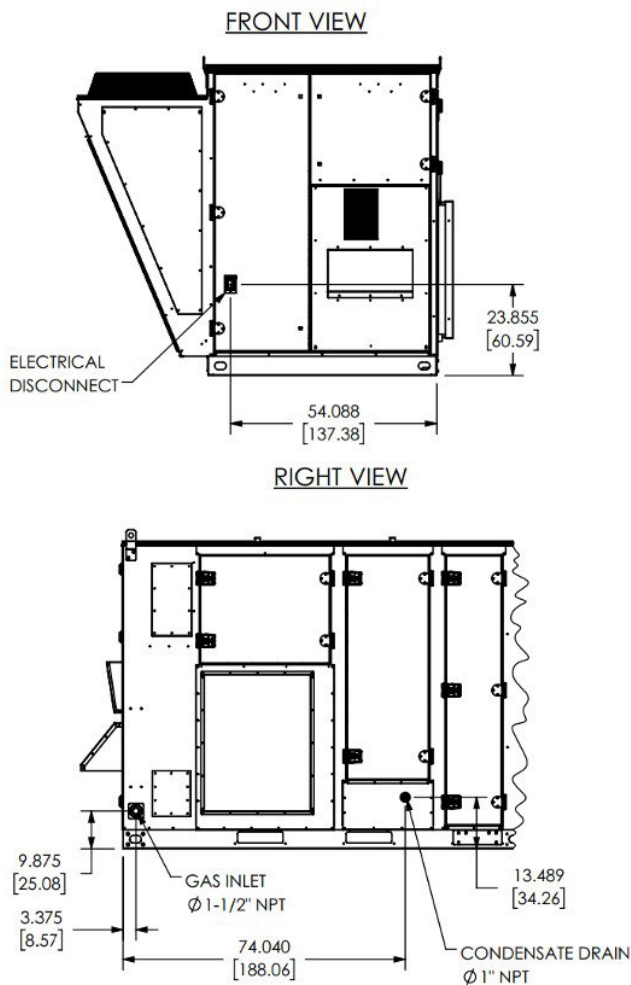 FRONT VIEW
ELECTRICAL
DISCONNECT
23.855
[60.59]
54.088
[137.38]
RIGHT VIEW
9.875
[25.08]
3.375
[8.57]
GAS INLET
Ø 1-1/2" NPT
74.040
[188.06]
13.489
[34.26]
CONDENSATE DRAIN
Ø 1" NPT